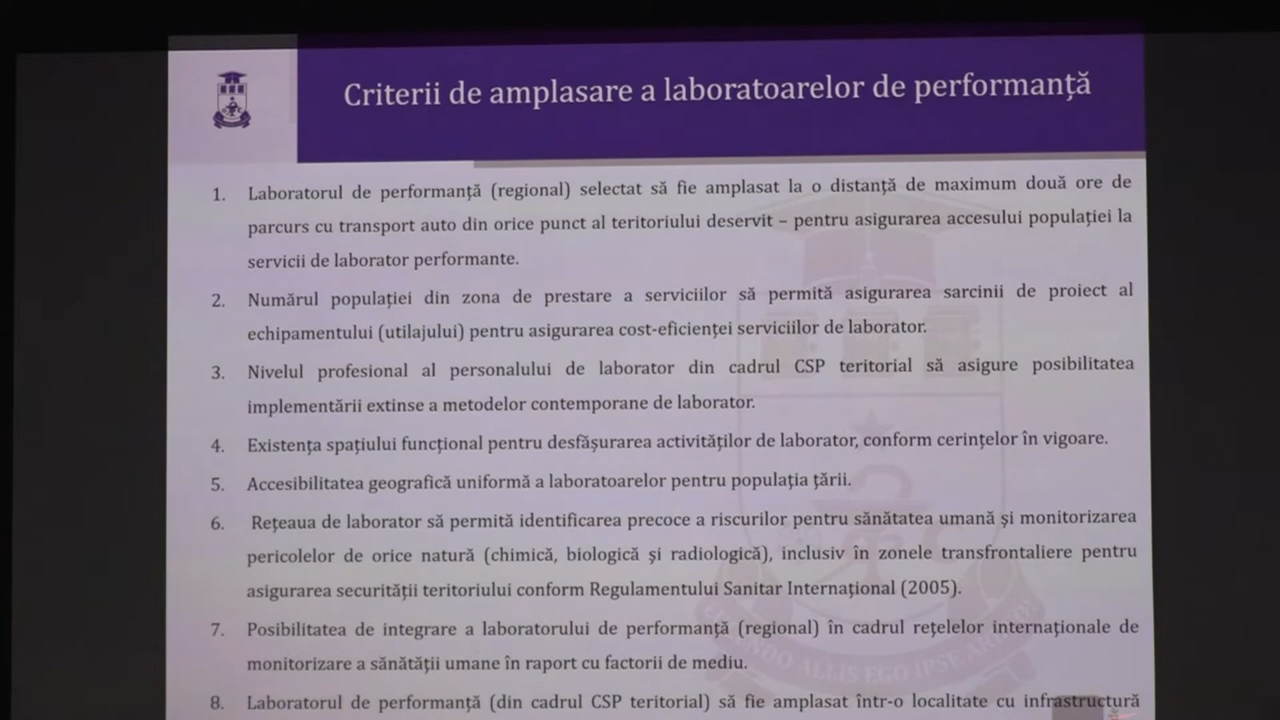 Criterii de amplasare a laboratoarelor de performanță
1. Laboratorul de performanță (regional) selectat să fie amplasat la o distanță de maximum două ore de
parcurs cu transport auto din orice punct al teritoriului deservit – pentru asigurarea accesului populației la
servicii de laborator performante.
2. Numărul populației din zona de prestare a serviciilor să permită asigurarea sarcinii de proiect al
echipamentului (utilajului) pentru asigurarea cost-eficienței serviciilor de laborator.
3. Nivelul profesional al personalului de laborator din cadrul CSP teritorial să asigure posibilitatea
implementării extinse a metodelor contemporane de laborator.
4. Existența spațiului funcțional pentru desfășurarea activităților de laborator, conform cerințelor în vigoare.
5. Accesibilitatea geografică uniformă a laboratoarelor pentru populația țării.
6. Rețeaua de laborator să permită identificarea precoce a riscurilor pentru sănătatea umană și monitorizarea
pericolelor de orice natură (chimică, biologică și radiologică), inclusiv în zonele transfrontaliere pentru
asigurarea securității teritoriului conform Regulamentului Sanitar Internațional (2005).
7. Posibilitatea de integrare a laboratorului de performanță (regional) în cadrul rețelelor internaționale de
monitorizare a sănătății umane în raport cu factorii de mediu.
8. Laboratorul de performanță (din cadrul CSP teritorial) să fie amplasat într-o localitate cu infrastructură
ALLIS EGO IPSE